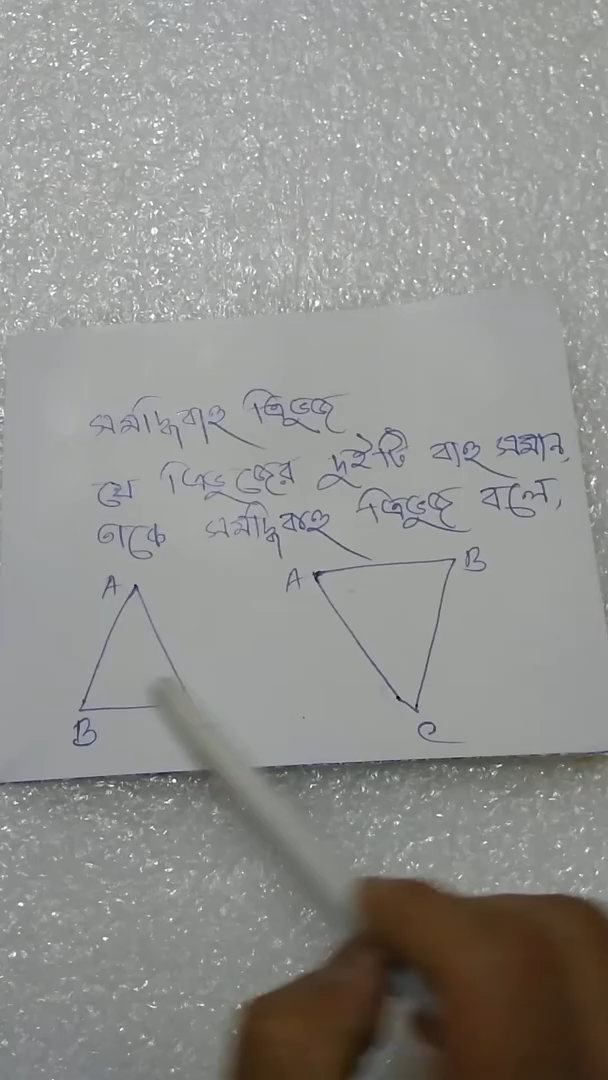 সমদ্বিবাহু ত্রিভুজ
যে ত্রিভুজের দুইটি বাহু সমান,
তাকে সমদ্বিবাহু ত্রিভুজ বলে,
A A B
B C